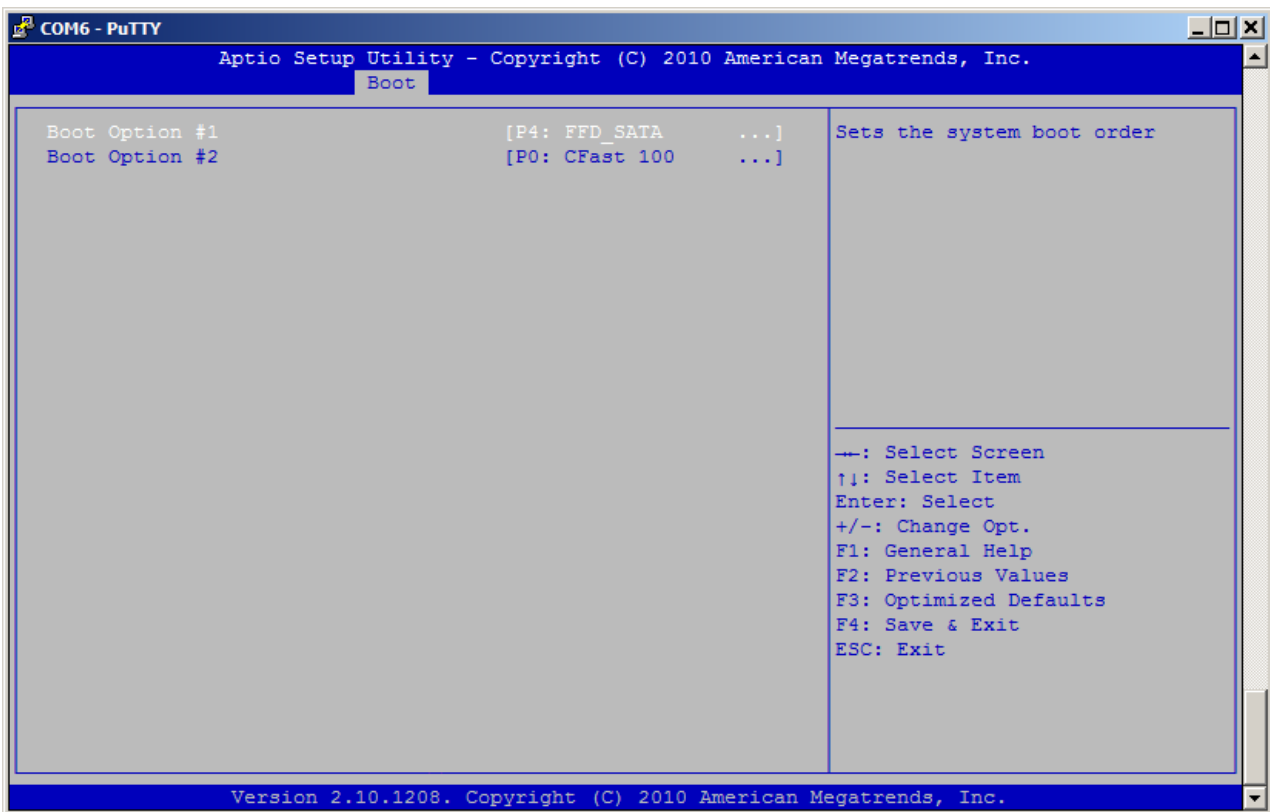 COM6 - PuTTY
Aptio Setup Utility - Copyright (C) 2010 American Megatrends, Inc.
Boot
Boot Option #1 [P4: FFD_SATA ...]
Boot Option #2 [P0: CFast 100 ...]
Sets the system boot order
→←: Select Screen
↑↓: Select Item
Enter: Select
+/-: Change Opt.
F1: General Help
F2: Previous Values
F3: Optimized Defaults
F4: Save & Exit
ESC: Exit
Version 2.10.1208. Copyright (C) 2010 American Megatrends, Inc.